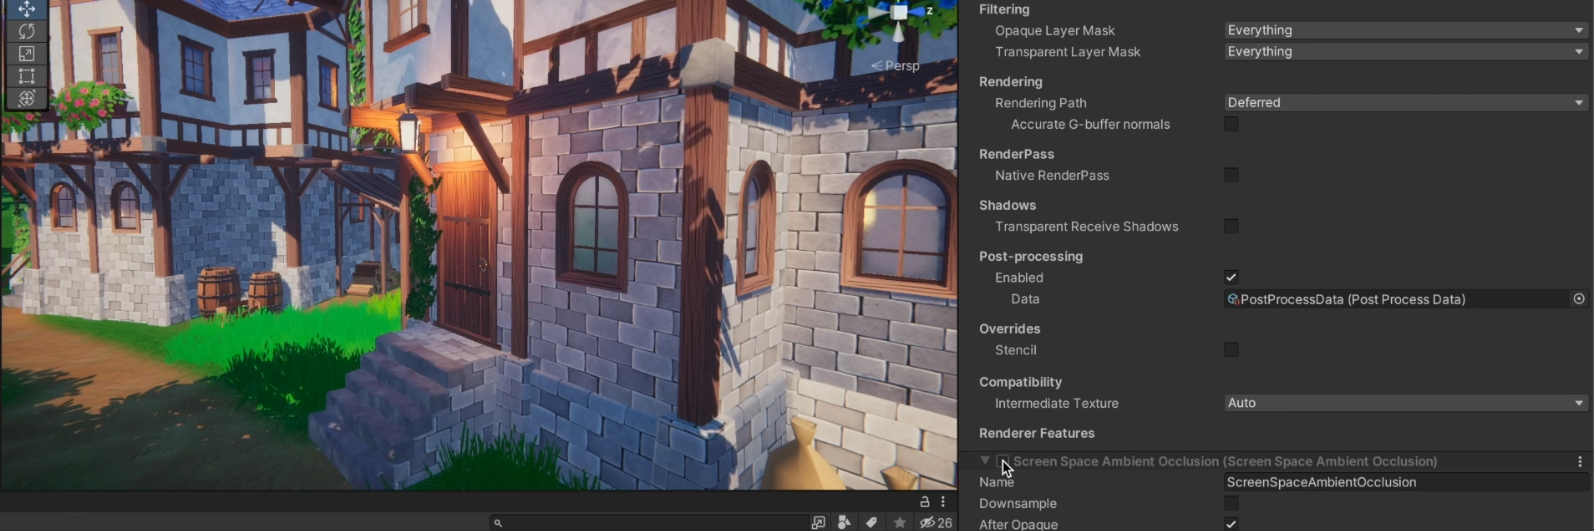 z
< Persp
26
Filtering
Opaque Layer Mask Everything
Transparent Layer Mask Everything
Rendering
Rendering Path Deferred
Accurate G-buffer normals
RenderPass
Native RenderPass
Shadows
Transparent Receive Shadows
Post-processing
Enabled
Data PostProcessData (Post Process Data)
Overrides
Stencil
Compatibility
Intermediate Texture Auto
Renderer Features
Screen Space Ambient Occlusion (Screen Space Ambient Occlusion)
Name ScreenSpaceAmbientOcclusion
Downsample
After Opaque